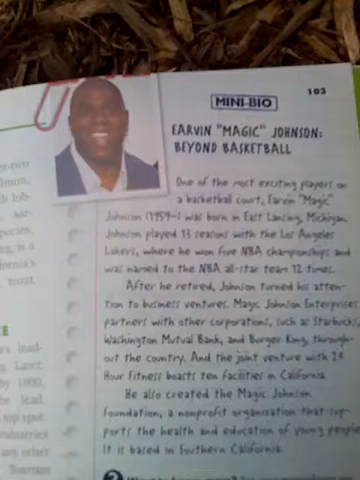 103
MINI-BIO
EARVIN "MAGIC" JOHNSON:
BEYOND BASKETBALL
One of the most exciting players on
a basketball court, Earvin "Magic"
Johnson (1959–) was born in East Lansing, Michigan.
Johnson played 13 seasons with the Los Angeles
Lakers, where he won five NBA championships and
was named to the NBA all-star team 12 times.
After he retired, Johnson turned his atten-
tion to business ventures. Magic Johnson Enterprises
partners with other corporations, such as Starbucks,
Washington Mutual Bank, and Burger King, through-
out the country. And the joint venture with 24
Hour Fitness boasts ten facilities in California.
He also created the Magic Johnson
Foundation, a nonprofit organization that sup-
ports the health and education of young people.
It is based in Southern California.